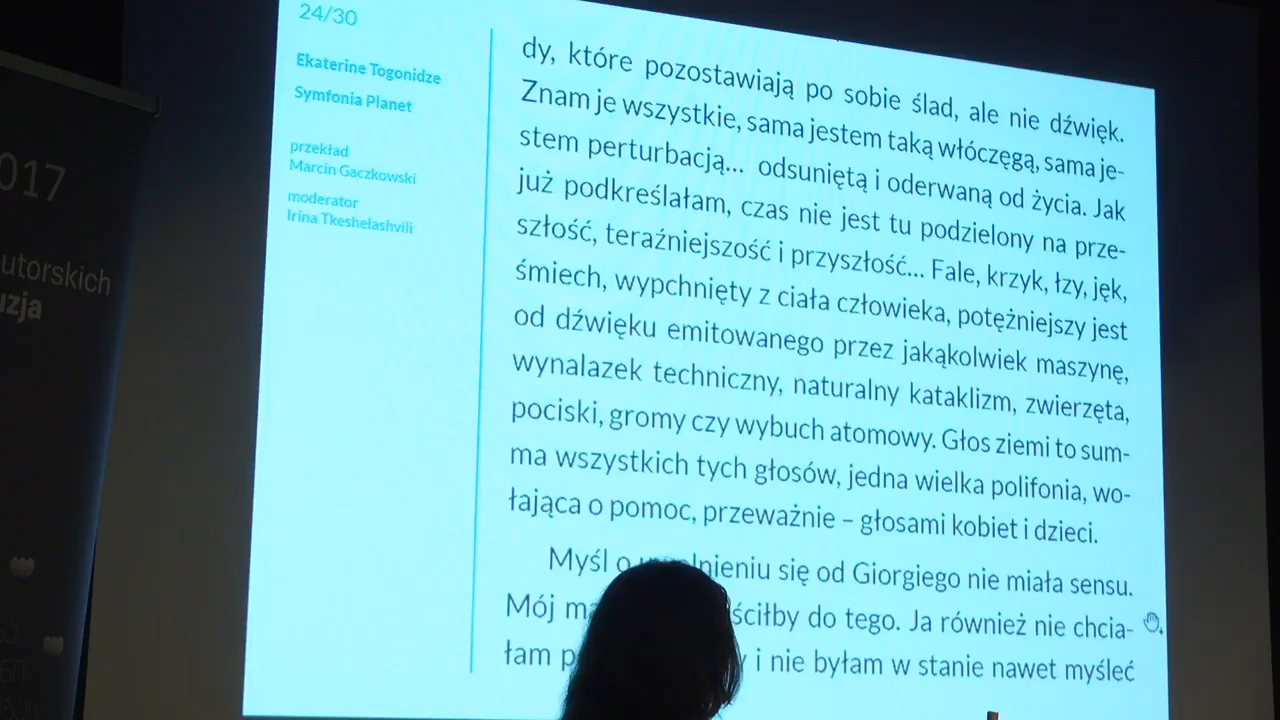 24/30
Ekaterine Togonidze
Symfonia Planet
przekład
Marcin Gaczkowski
moderator
Irina Tkeshelashvili
dy, które pozostawiają po sobie ślad, ale nie dźwięk.
Znam je wszystkie, sama jestem taką włóczęgą, sama je-
stem perturbacją... odsuniętą i oderwaną od życia. Jak
już podkreślałam, czas nie jest tu podzielony na prze-
szłość, teraźniejszość i przyszłość... Fale, krzyk, łzy, jęk,
śmiech, wypchnięty z ciała człowieka, potężniejszy jest
od dźwięku emitowanego przez jakąkolwiek maszynę,
wynalazek techniczny, naturalny kataklizm, zwierzęta,
pociski, gromy czy wybuch atomowy. Głos ziemi to sum-
ma wszystkich tych głosów, jedna wielka polifonia, wo-
łająca o pomoc, przeważnie – głosami kobiet i dzieci.
Myśl o się od Giorgiego nie miała sensu.
Mój do tego. Ja również nie chcia-
łam i nie byłam w stanie nawet myśleć
017
utorskich
uzja